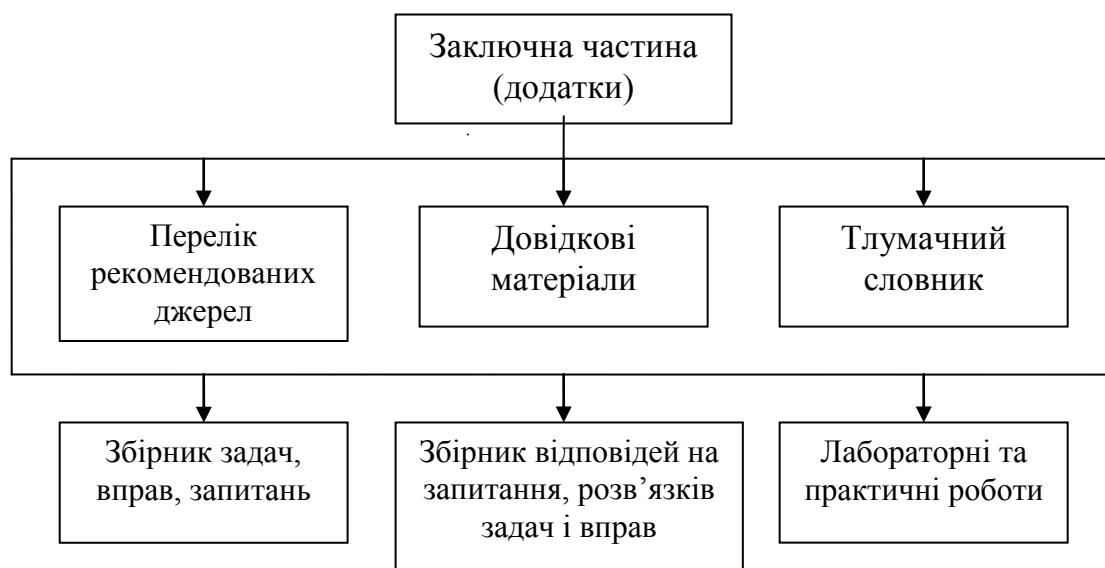 Заключна частина
(додатки)
Перелік
рекомендованих
джерел
Довідкові
матеріали
Тлумачний
словник
Збірник задач,
вправ, запитань
Збірник відповідей на
запитання, розв’язків
задач і вправ
Лабораторні та
практичні роботи